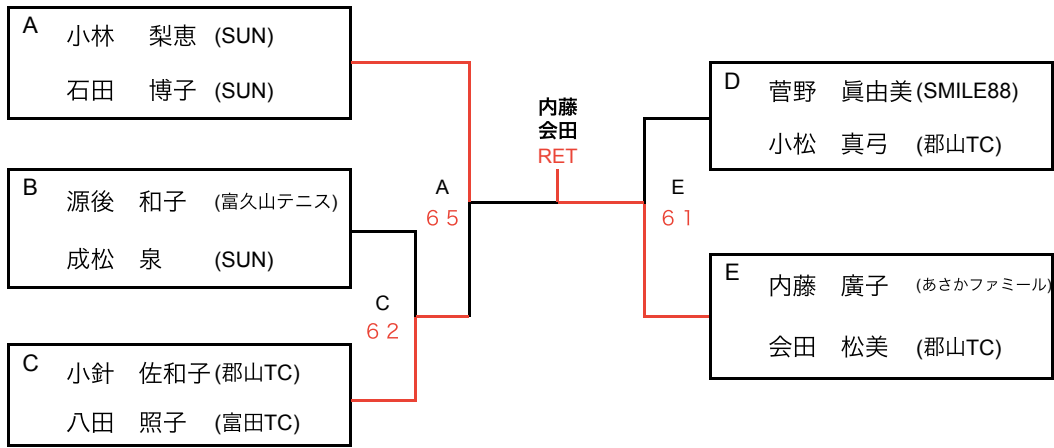 A 小林 梨恵 (SUN)
石田 博子 (SUN)
B 源後 和子 (富久山テニス)
成松 泉 (SUN)
C 小針 佐和子 (郡山TC)
八田 照子 (富田TC)
C
62
A
65
内藤
会田
RET
E
61
D 菅野 眞由美 (SMILE88)
小松 真弓 (郡山TC)
E 内藤 廣子 (あさかファミール)
会田 松美 (郡山TC)